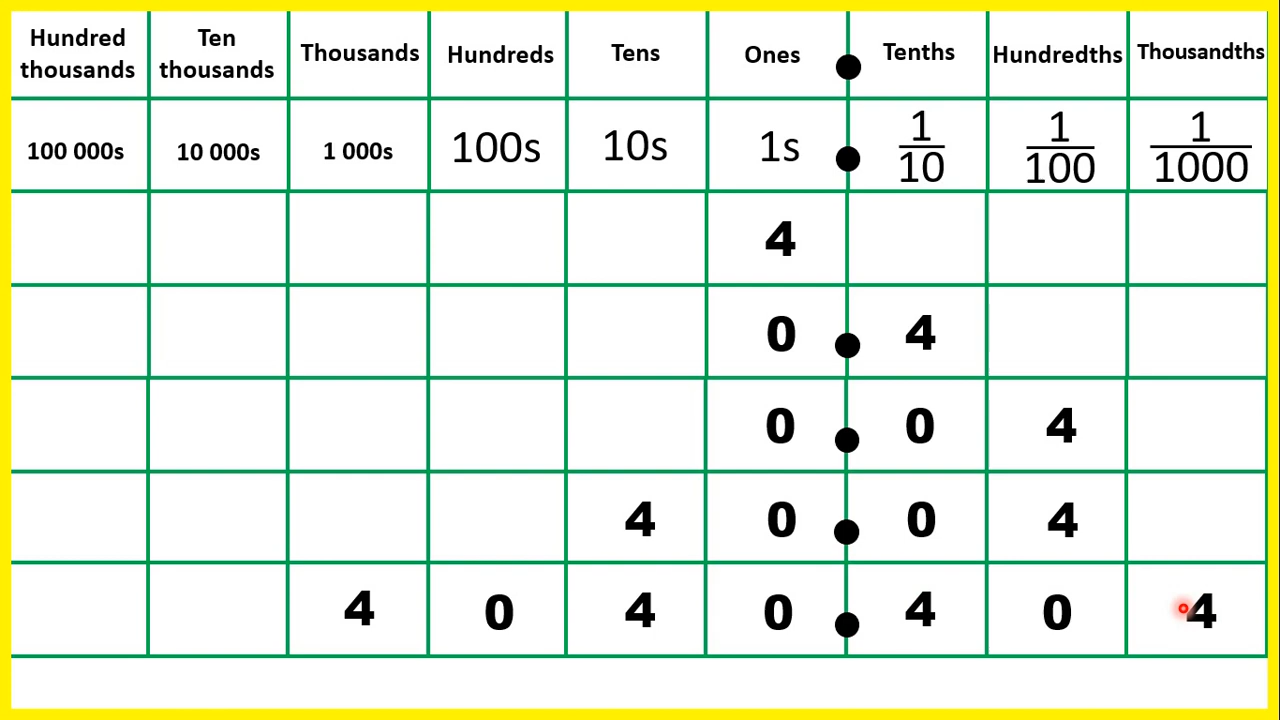 Hundred thousands Ten thousands Thousands Hundreds Tens Ones • Tenths Hundredths Thousandths
100 000s 10 000s 1 000s 100s 10s 1s • 1/10 1/100 1/1000
4
0 • 4
0 • 0 4
4 0 • 0 4
4 0 4 0 • 4 0 4